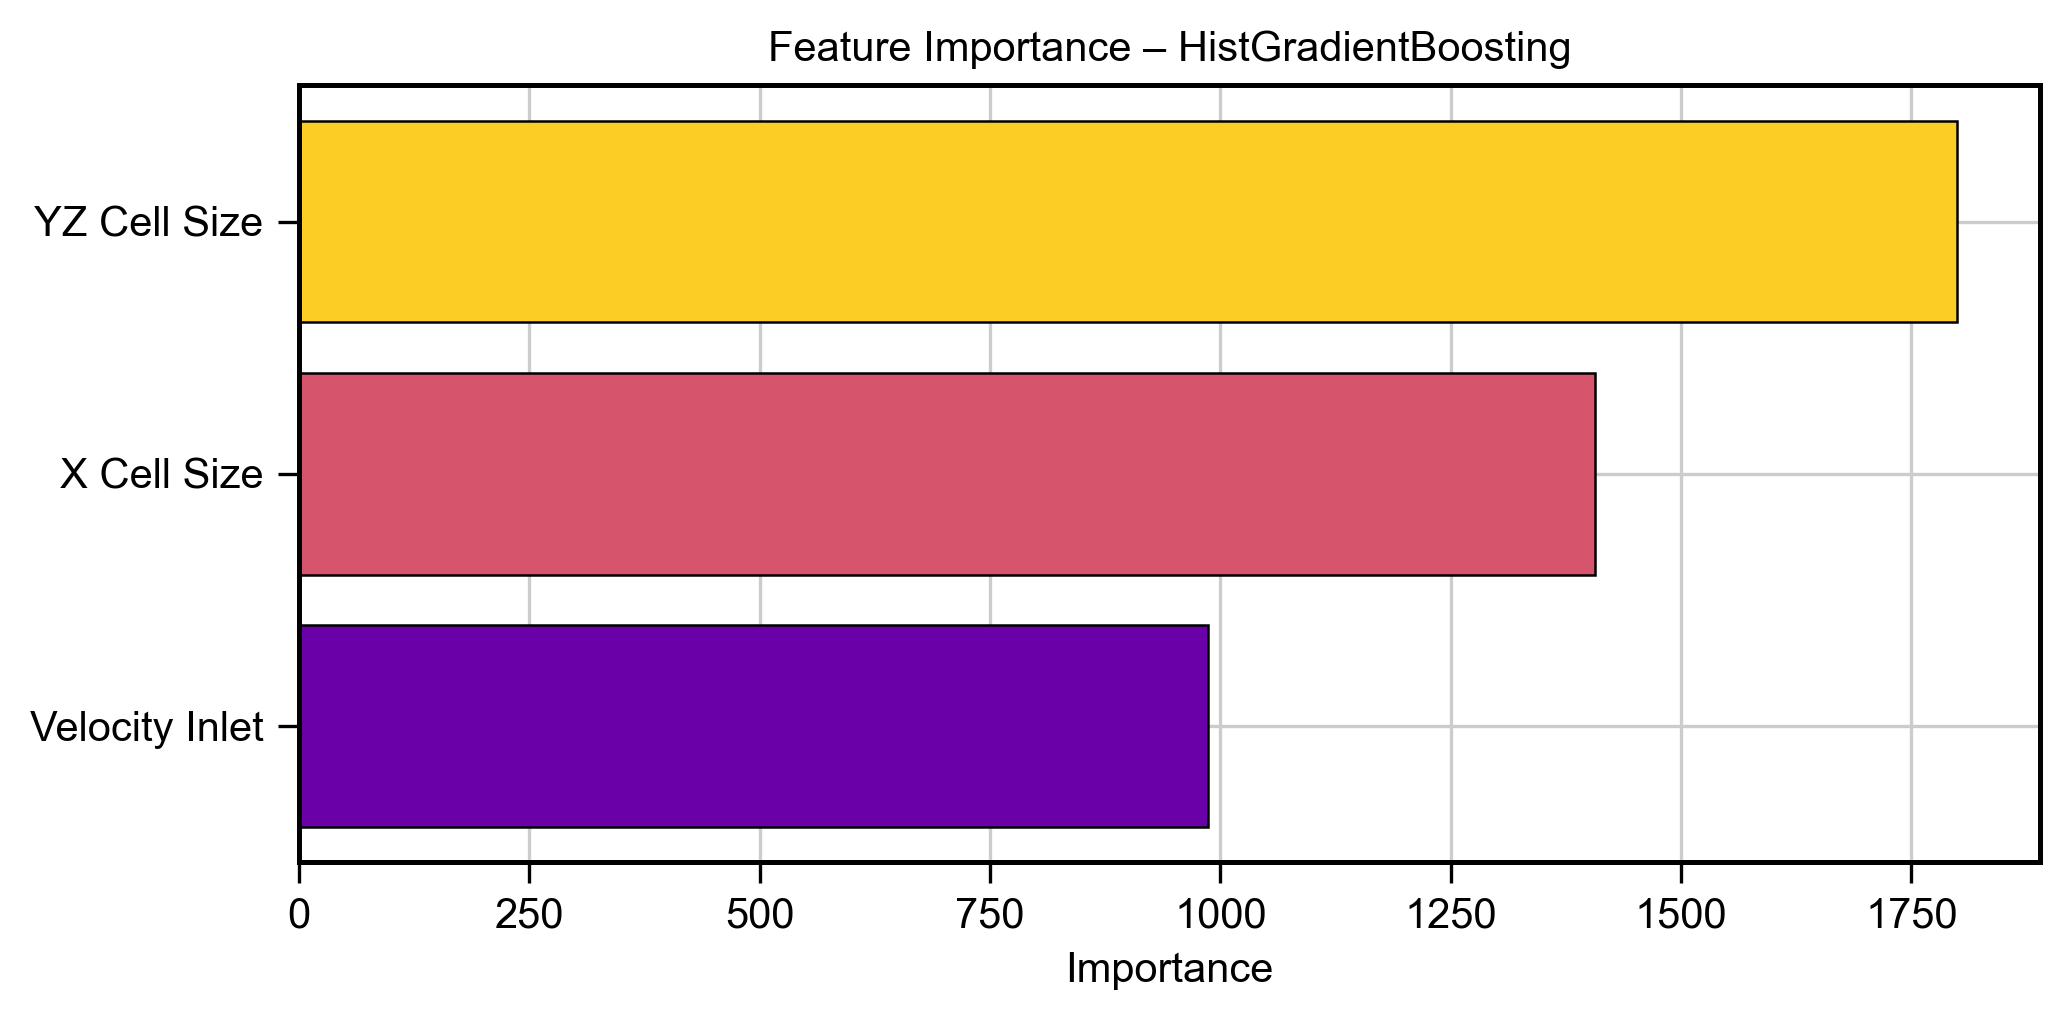 Feature Importance – HistGradientBoosting
YZ Cell Size
X Cell Size
Velocity Inlet
0 250 500 750 1000 1250 1500 1750
Importance